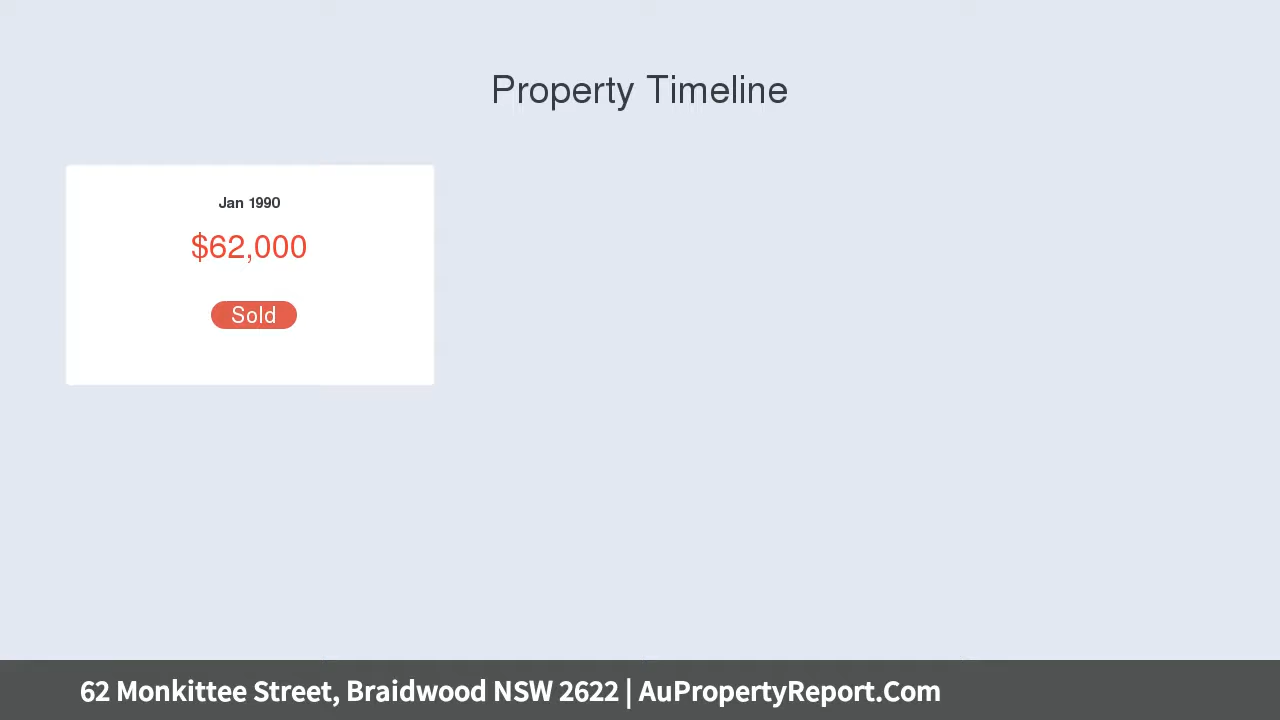 Property Timeline
Jan 1990
$62,000
Sold
62 Monkittee Street, Braidwood NSW 2622 | AuPropertyReport.Com